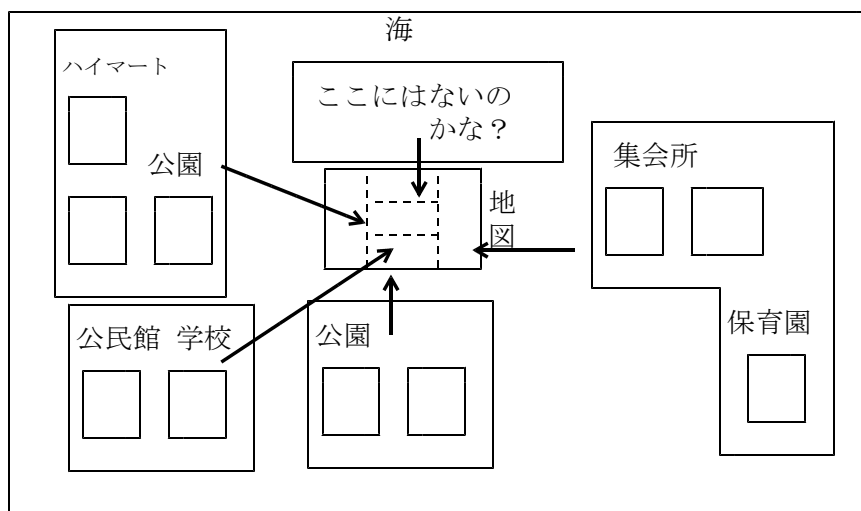 海
ハイマート
公園
ここにはないの
かな？
集会所
地
図
公民館 学校
公園
保育園